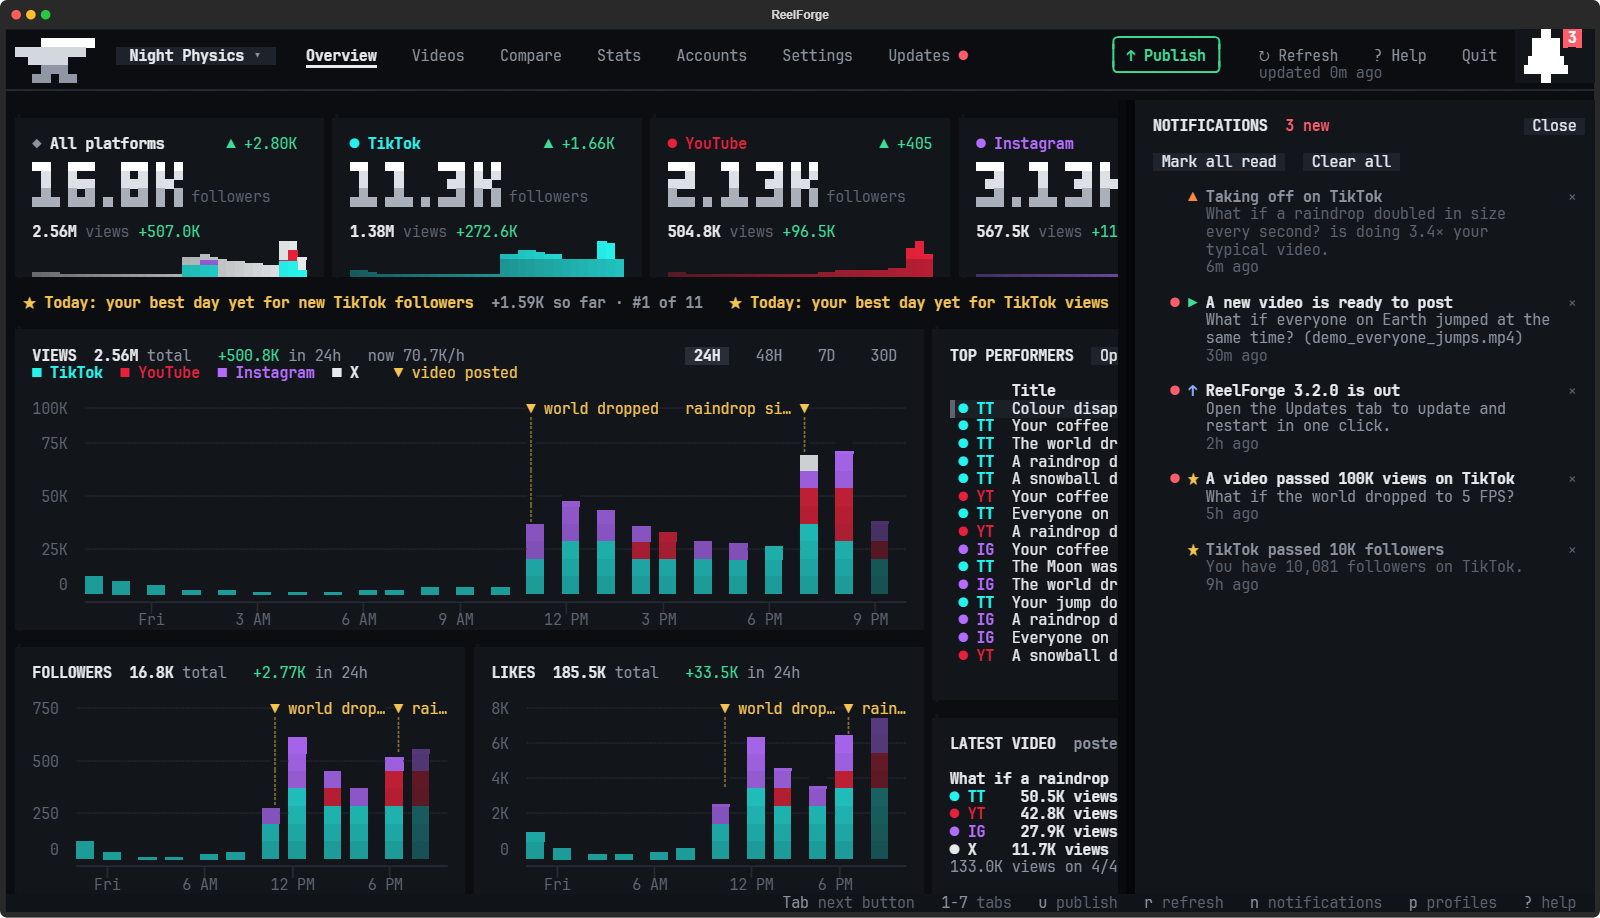 ReelForge
Night Physics ▾ Overview Videos Compare Stats Accounts Settings Updates ● ↑ Publish ↻ Refresh ? Help Quit 3
updated 0m ago
◆ All platforms ▲ +2.80K
16.8K followers
2.56M views +507.0K
● TikTok ▲ +1.66K
11.3K followers
1.38M views +272.6K
● YouTube ▲ +405
2.13K followers
504.8K views +96.5K
● Instagram
3.13K
567.5K views +11
★ Today: your best day yet for new TikTok followers +1.59K so far · #1 of 11 ★ Today: your best day yet for TikTok views
VIEWS 2.56M total +500.8K in 24h now 70.7K/h 24H 48H 7D 30D
■ TikTok ■ YouTube ■ Instagram ■ X ▼ video posted
▼ world dropped raindrop si… ▼
100K
75K
50K
25K
0
Fri 3 AM 6 AM 9 AM 12 PM 3 PM 6 PM 9 PM
FOLLOWERS 16.8K total +2.77K in 24h
▼ world drop… ▼ rai…
750
500
250
0
Fri 6 AM 12 PM 6 PM
LIKES 185.5K total +33.5K in 24h
▼ world drop… ▼ rain…
8K
6K
4K
2K
0
Fri 6 AM 12 PM 6 PM
TOP PERFORMERS Op
Title
● TT Colour disap
● TT Your coffee
● TT The world dr
● TT A raindrop d
● TT A snowball d
● YT Your coffee
● TT Everyone on
● YT A raindrop d
● IG Your coffee
● TT The Moon was
● IG The world dr
● TT Your jump do
● IG A raindrop d
● IG Everyone on
● YT A snowball d
LATEST VIDEO poste
What if a raindrop
● TT 50.5K views
● YT 42.8K views
● IG 27.9K views
● X 11.7K views
133.0K views on 4/4
NOTIFICATIONS 3 new Close
Mark all read Clear all
▲ Taking off on TikTok ×
What if a raindrop doubled in size
every second? is doing 3.4× your
typical video.
6m ago
● ▶ A new video is ready to post ×
What if everyone on Earth jumped at the
same time? (demo_everyone_jumps.mp4)
30m ago
● ↑ ReelForge 3.2.0 is out ×
Open the Updates tab to update and
restart in one click.
2h ago
● ★ A video passed 100K views on TikTok ×
What if the world dropped to 5 FPS?
5h ago
★ TikTok passed 10K followers ×
You have 10,081 followers on TikTok.
9h ago
Tab next button 1-7 tabs u publish r refresh n notifications p profiles ? help